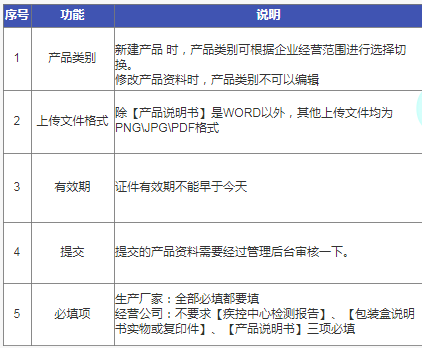 序号 功能 说明
1 产品类别 新建产品 时，产品类别可根据企业经营范围进行选择切
换。
修改产品资料时，产品类别不可以编辑
2 上传文件格式 除【产品说明书】是WORD以外，其他上传文件均为
PNG\JPG\PDF格式
3 有效期 证件有效期不能早于今天
4 提交 提交的产品资料需要经过管理后台审核一下。
5 必填项 生产厂家：全部必填都要填
经营公司：不要求【疾控中心检测报告】、【包装盒说明
书实物或复印件】、【产品说明书】三项必填